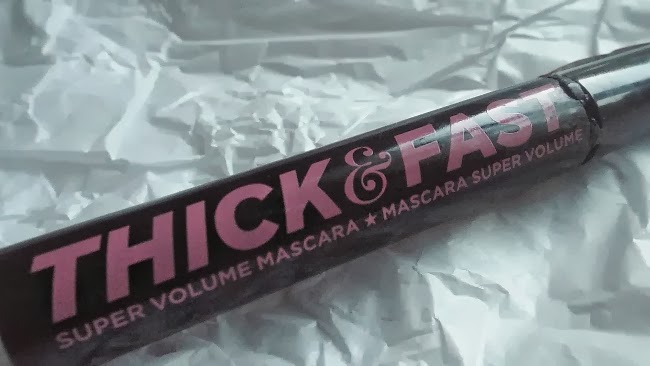 THICK & FAST
SUPER VOLUME MASCARA ★ MASCARA SUPER VOLUME